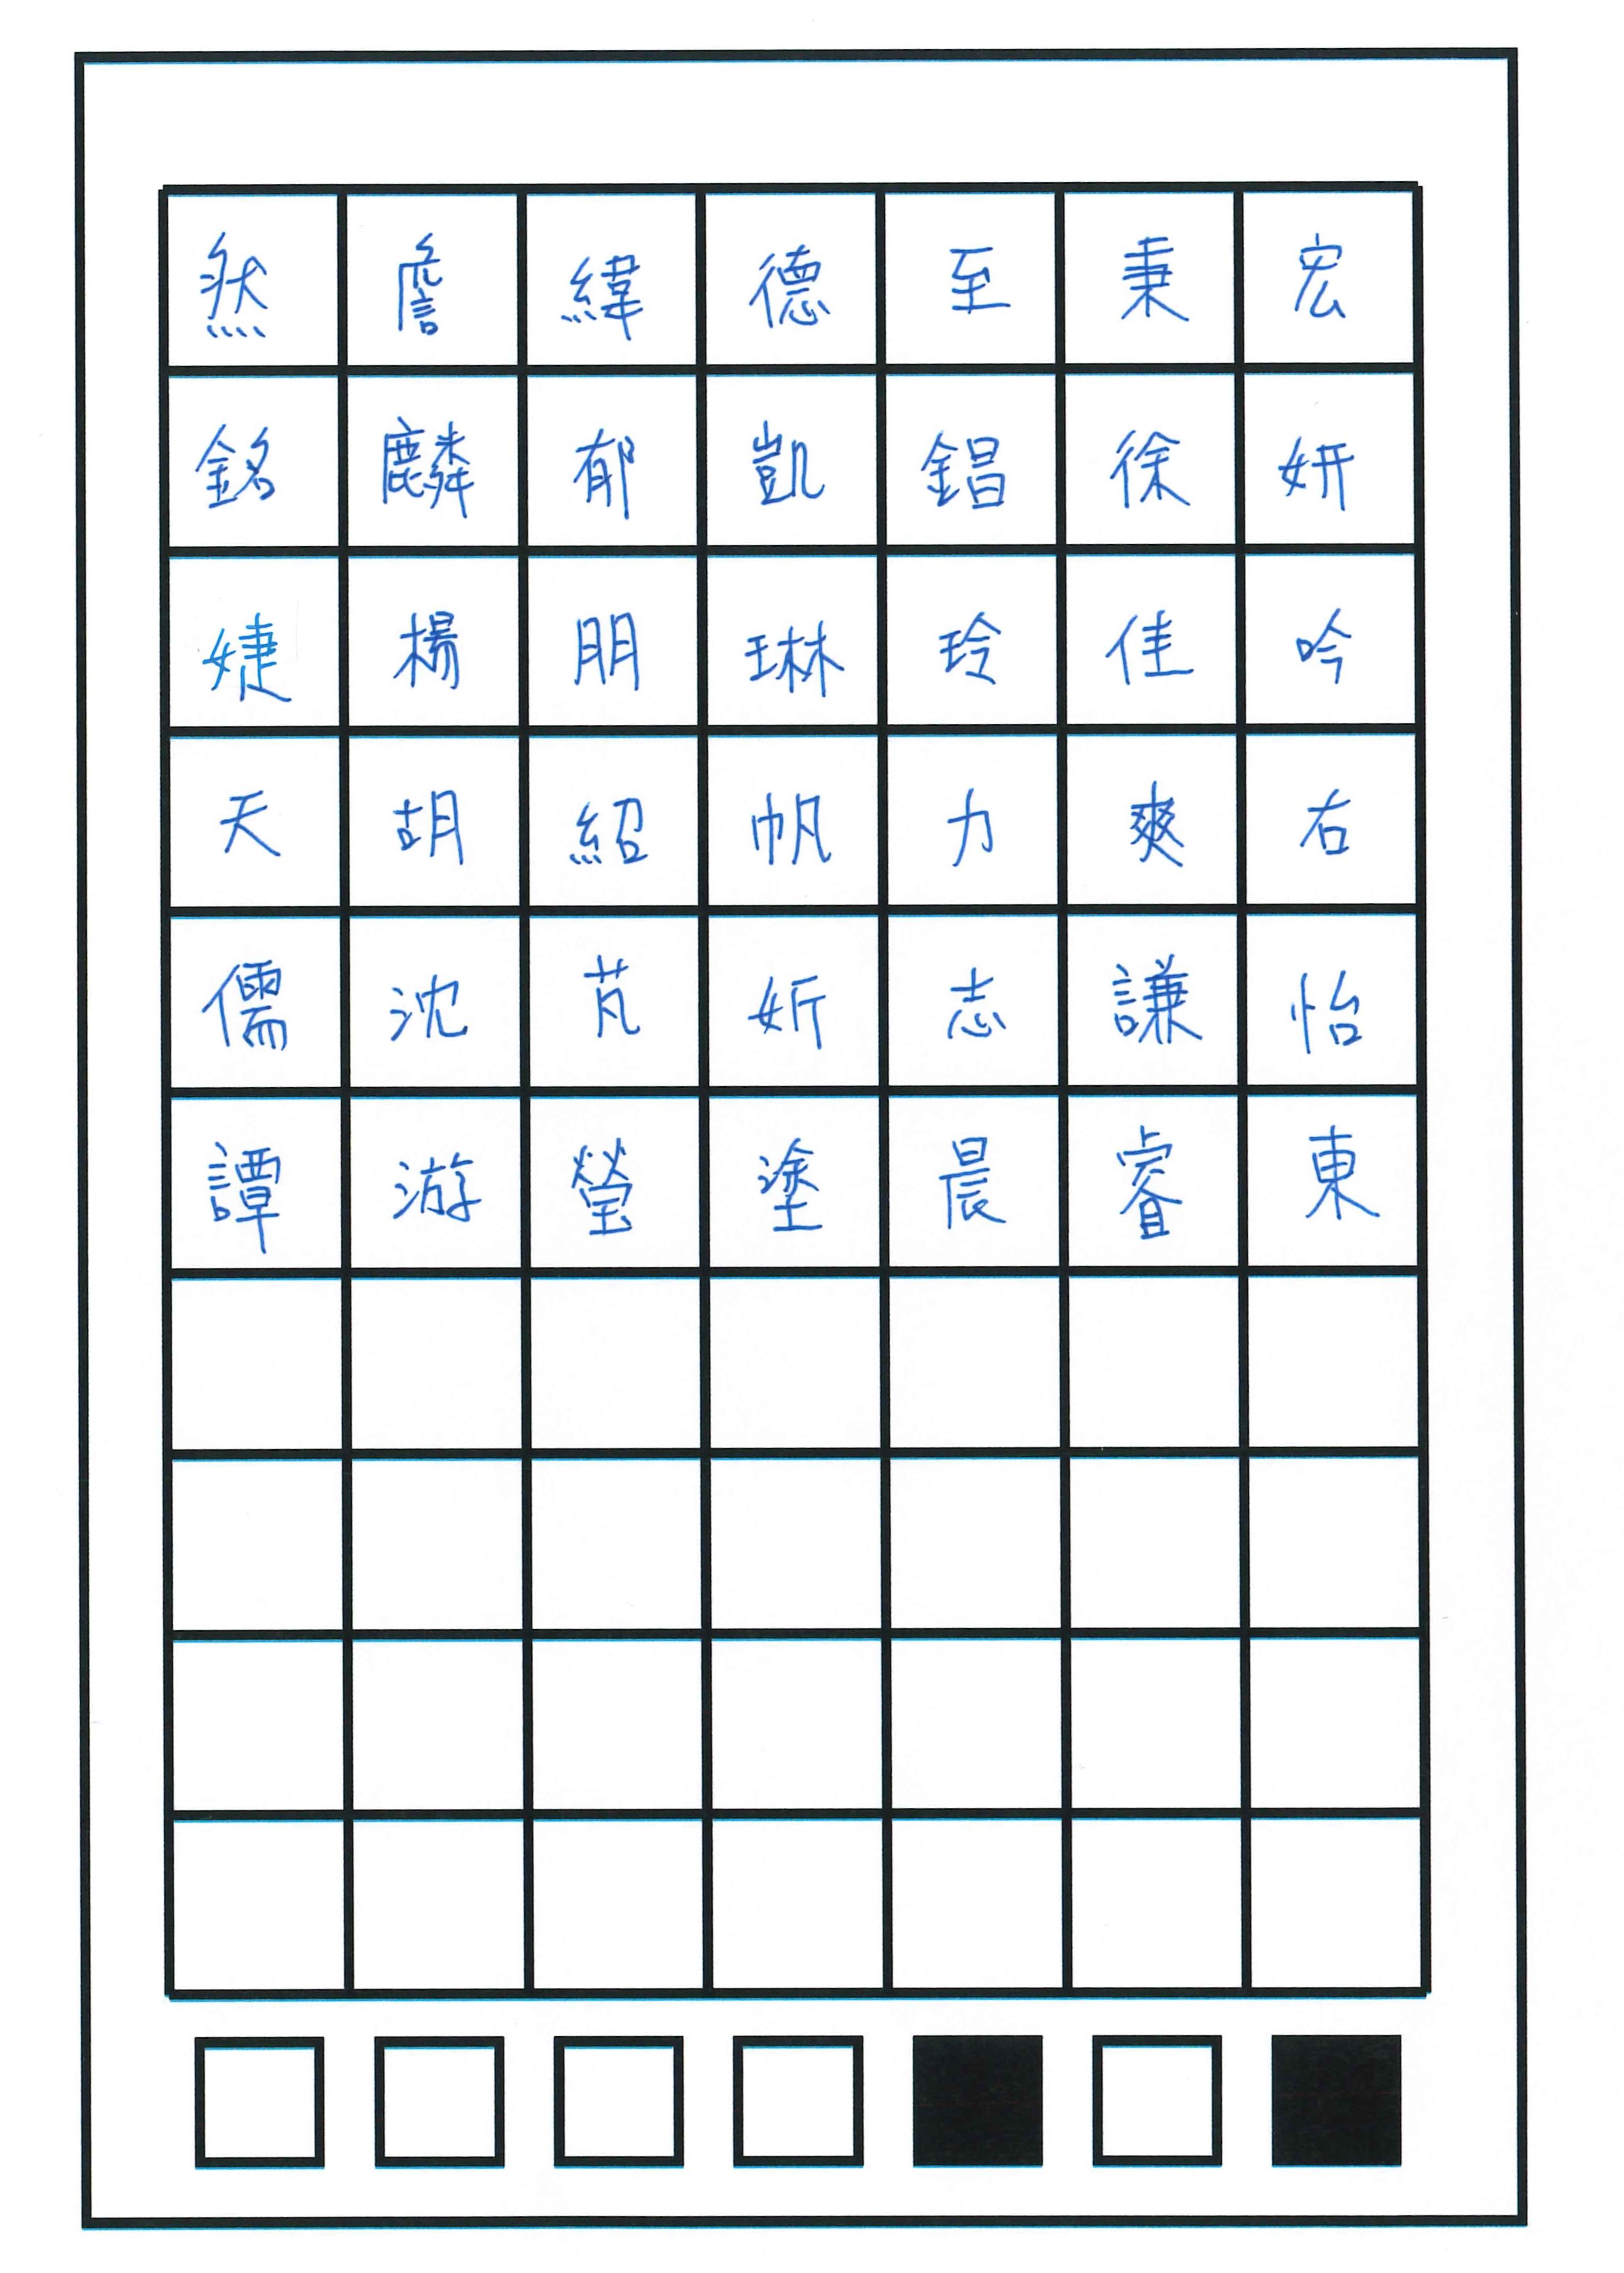 然詹緯德至秉宏
銘麟郁凱錩徐妍
婕楊朋琳玲佳吟
天胡紹帆力爽右
儒沈芃妡志謙怡
譚游瑩塗晨睿東